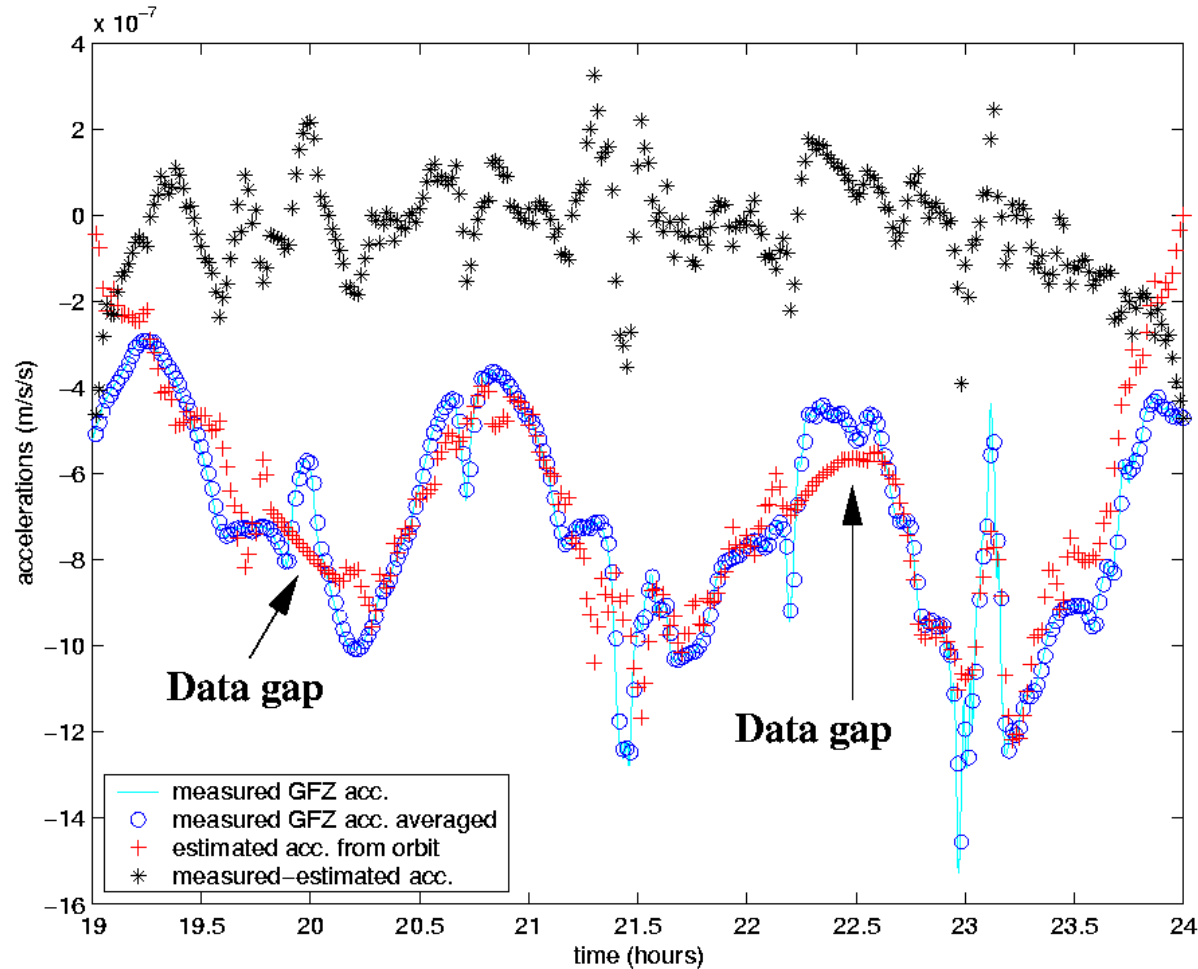 x 10⁻⁷
4
2
0
−2
−4
−6
−8
−10
−12
−14
−16
accelerations (m/s/s)
Data gap
Data gap
measured GFZ acc.
measured GFZ acc. averaged
estimated acc. from orbit
measured−estimated acc.
19
19.5
20
20.5
21
21.5
22
22.5
23
23.5
24
time (hours)